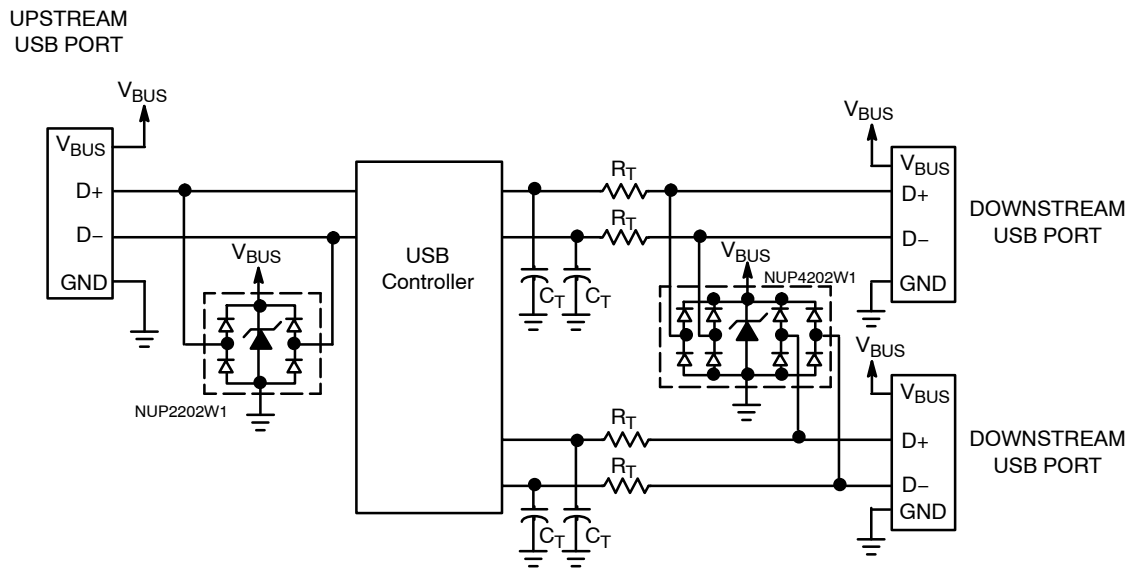 UPSTREAM
USB PORT
VBUS
VBUS
D+
D−
GND
VBUS
NUP2202W1
USB
Controller
RT
RT
CT
CT
VBUS
NUP4202W1
VBUS
VBUS
D+
D−
GND
DOWNSTREAM
USB PORT
RT
RT
CT
CT
VBUS
VBUS
D+
D−
GND
DOWNSTREAM
USB PORT